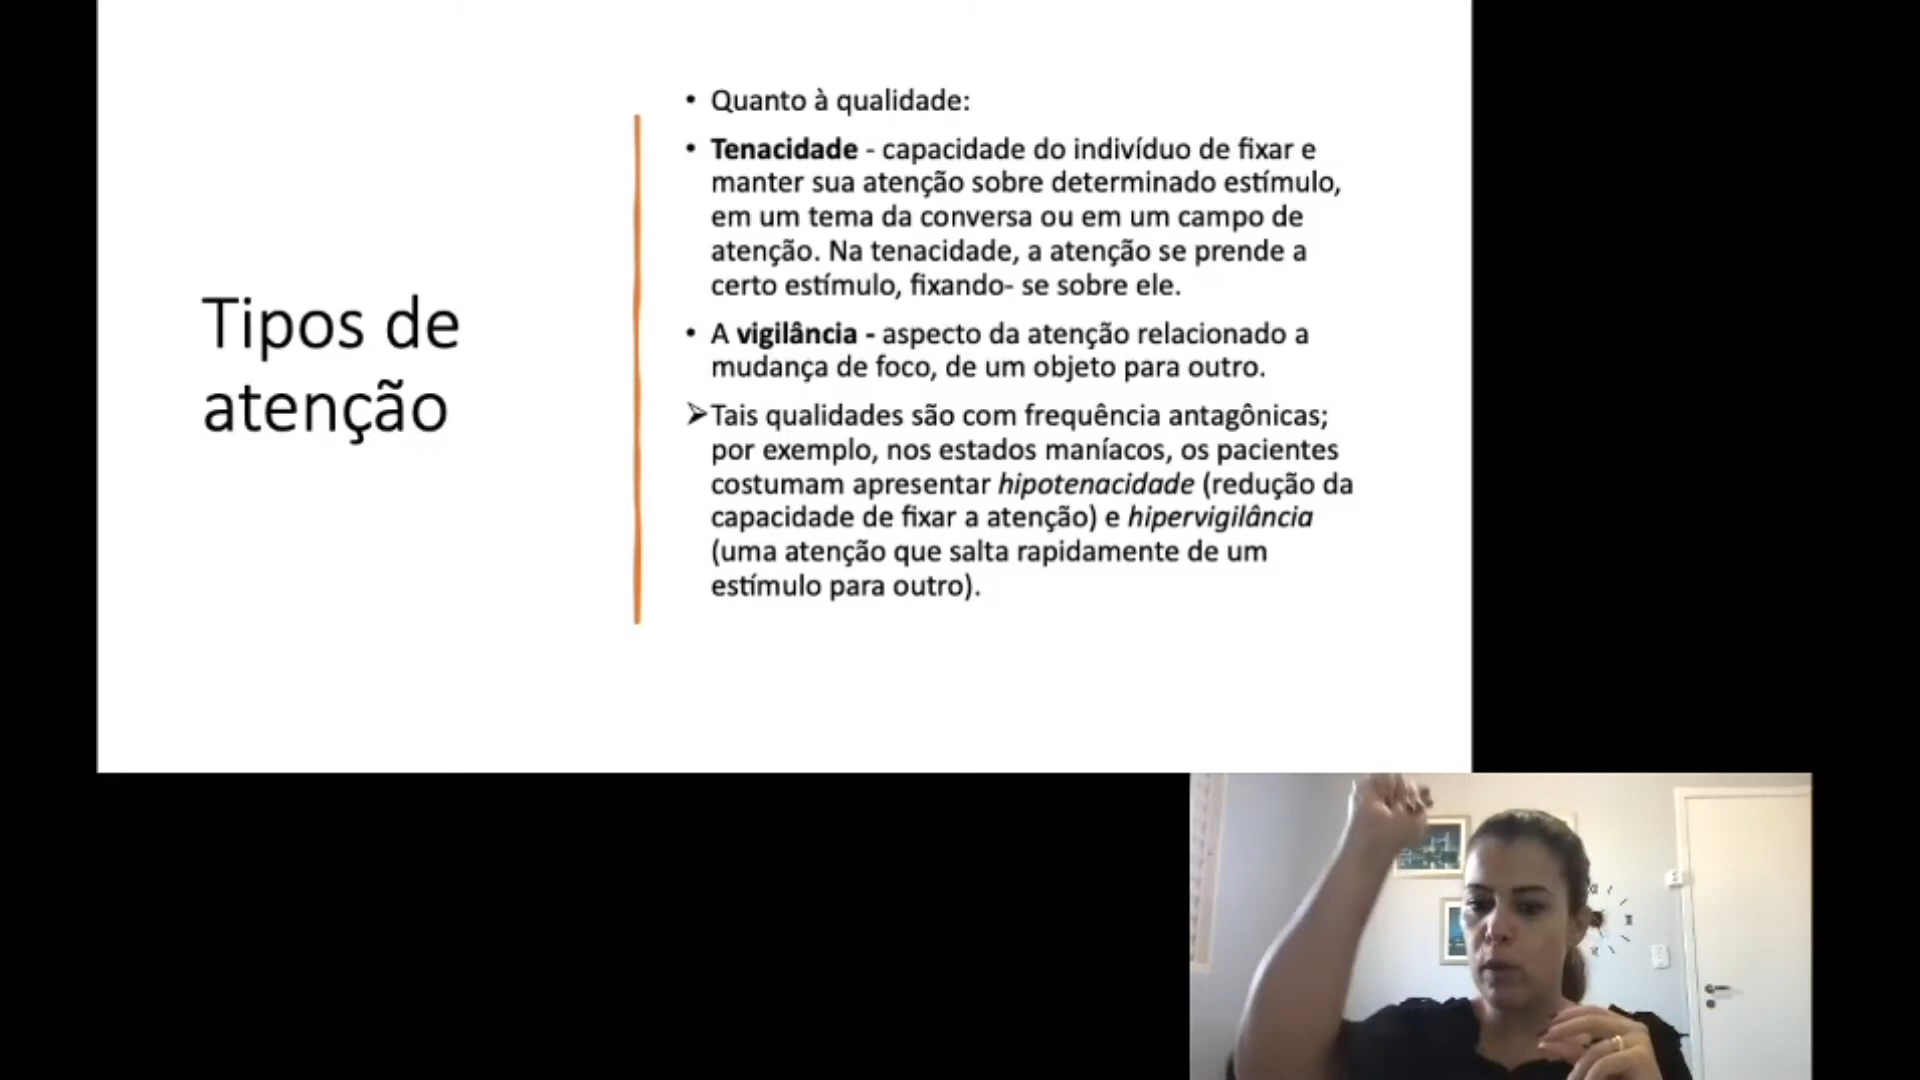 Tipos de
atenção
• Quanto à qualidade:
• Tenacidade - capacidade do indivíduo de fixar e
manter sua atenção sobre determinado estímulo,
em um tema da conversa ou em um campo de
atenção. Na tenacidade, a atenção se prende a
certo estímulo, fixando- se sobre ele.
• A vigilância - aspecto da atenção relacionado a
mudança de foco, de um objeto para outro.
➢Tais qualidades são com frequência antagônicas;
por exemplo, nos estados maníacos, os pacientes
costumam apresentar hipotenacidade (redução da
capacidade de fixar a atenção) e hipervigilância
(uma atenção que salta rapidamente de um
estímulo para outro).